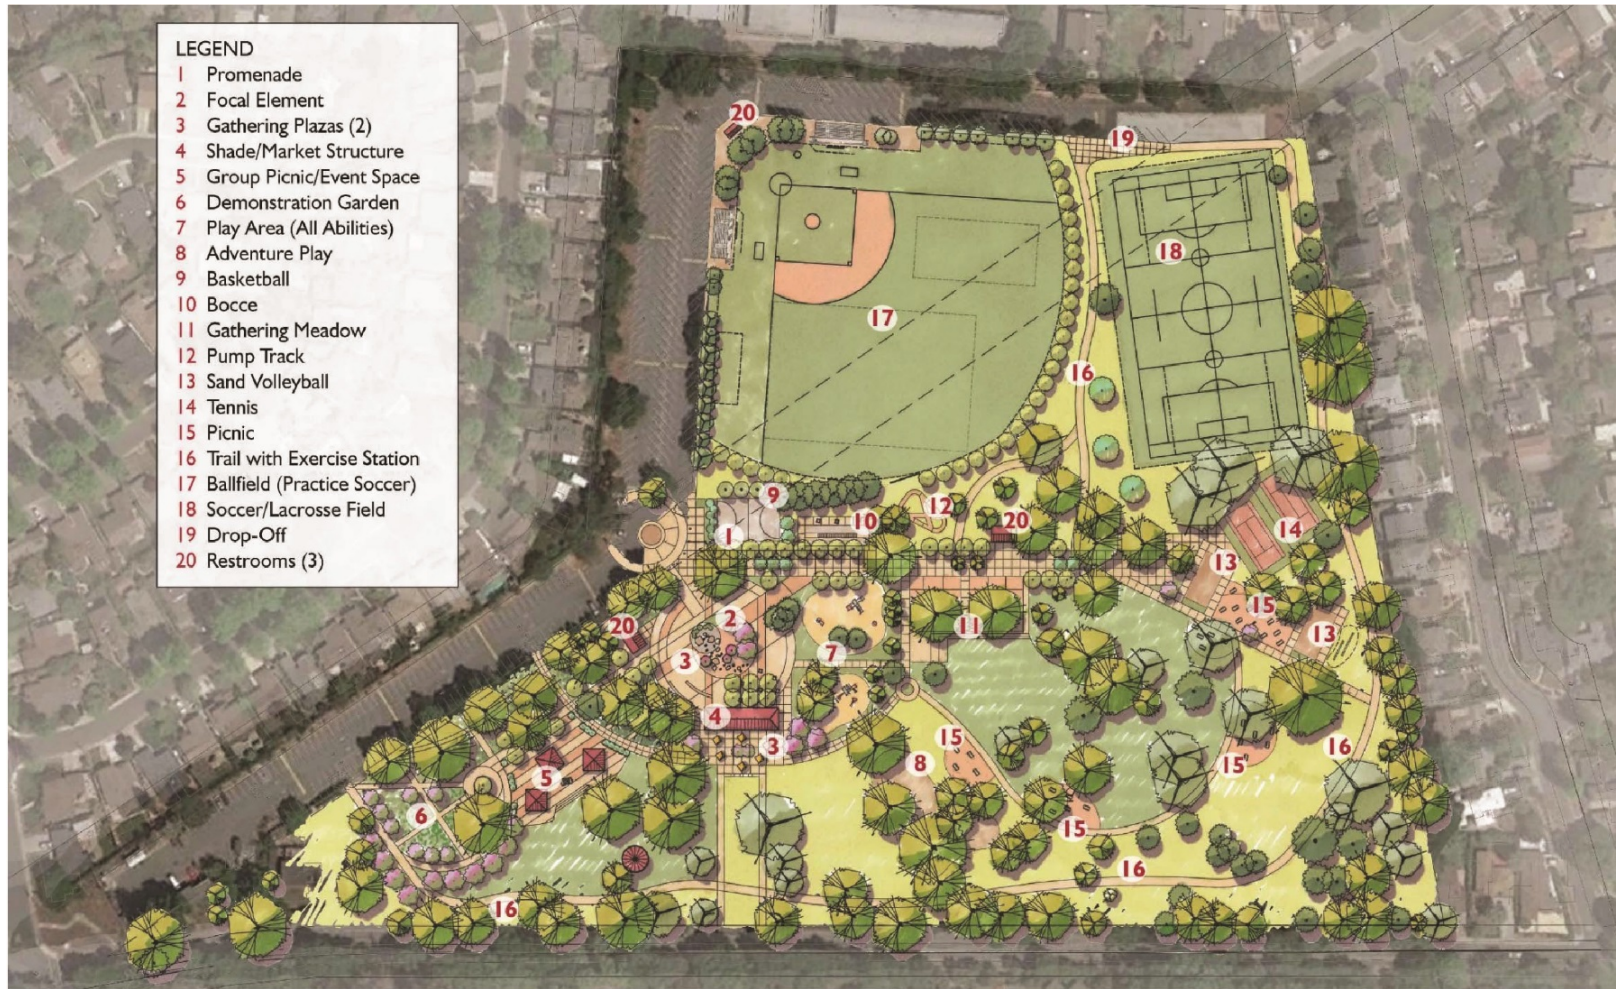 LEGEND
1 Promenade
2 Focal Element
3 Gathering Plazas (2)
4 Shade/Market Structure
5 Group Picnic/Event Space
6 Demonstration Garden
7 Play Area (All Abilities)
8 Adventure Play
9 Basketball
10 Bocce
11 Gathering Meadow
12 Pump Track
13 Sand Volleyball
14 Tennis
15 Picnic
16 Trail with Exercise Station
17 Ballfield (Practice Soccer)
18 Soccer/Lacrosse Field
19 Drop-Off
20 Restrooms (3)
20
19
18
17
16
9
12
10
20
14
1
13
15
2
20
11
13
3
7
4
15
3
16
8
15
5
6
15
16
16